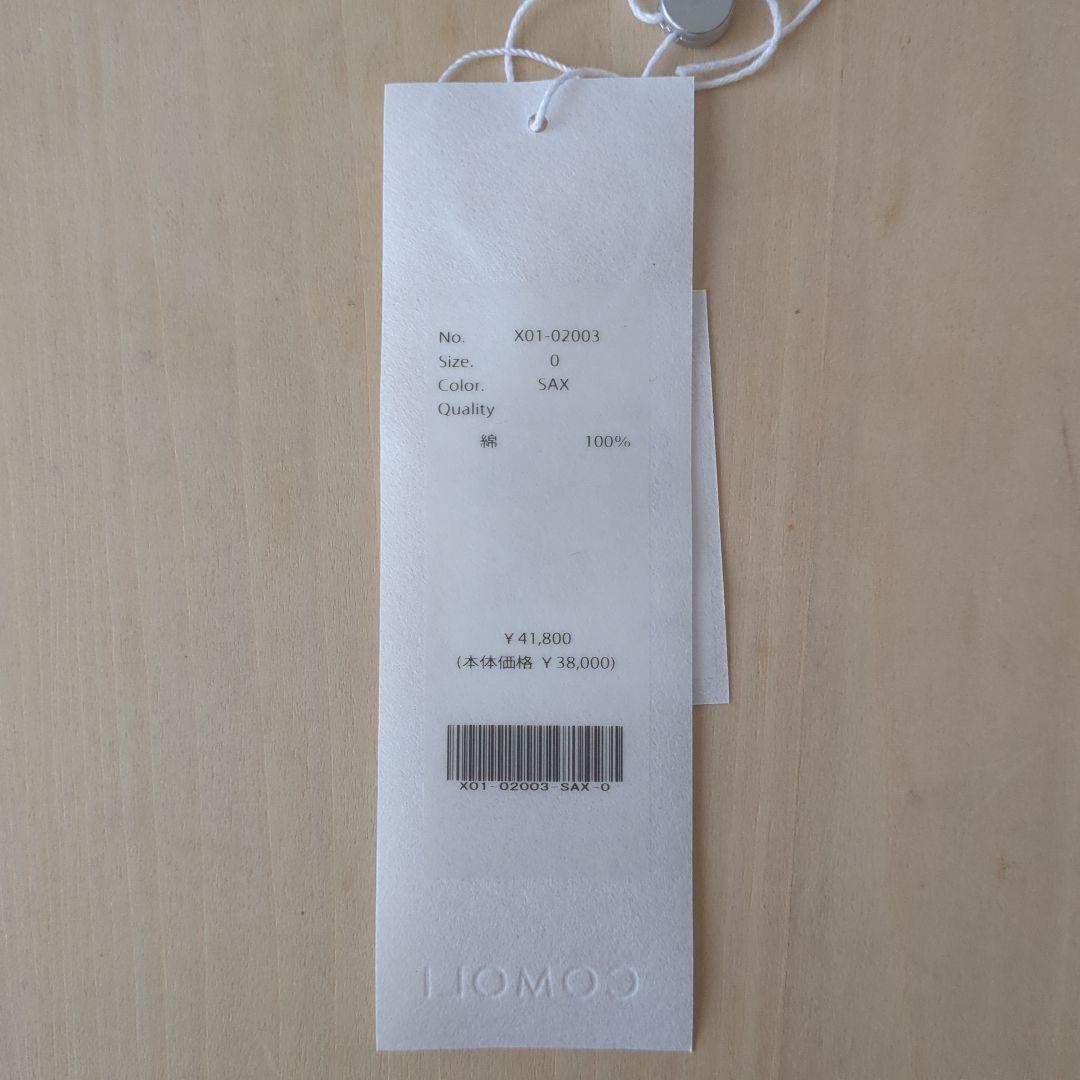 No. X01-02003
Size. 0
Color. SAX
Quality
綿 100%
¥41,800
(本体価格 ¥38,000)
X01-02003-SAX-0
COMOLI